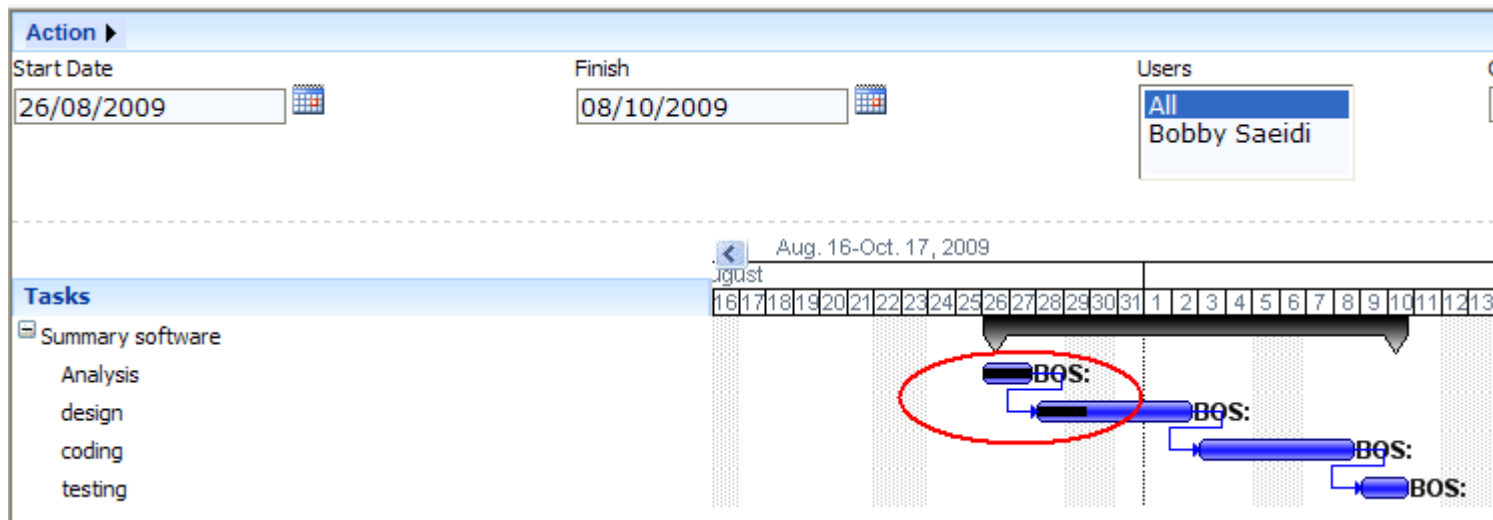 Action
Start Date Finish Users
26/08/2009 08/10/2009 All
Bobby Saeidi
Aug. 16-Oct. 17, 2009
Tasks 16 17 18 19 20 21 22 23 24 25 26 27 28 29 30 31 1 2 3 4 5 6 7 8 9 10 11 12 13
Summary software
Analysis BOS:
design BOS:
coding BOS:
testing BOS: